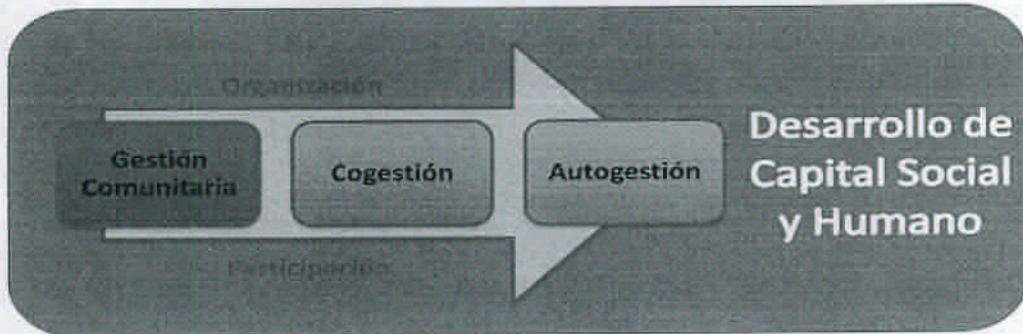 Organización
Gestión
Comunitaria
Cogestión
Autogestión
Desarrollo de
Capital Social
y Humano
Participación